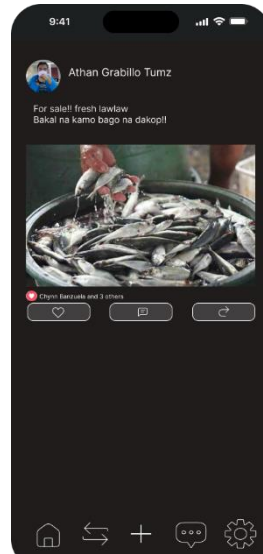 9:41
Athan Grabillo Tumz
For sale!! fresh lawlaw
Bakal na kamo bago na dakop!!
Chynn Banzuela and 3 others